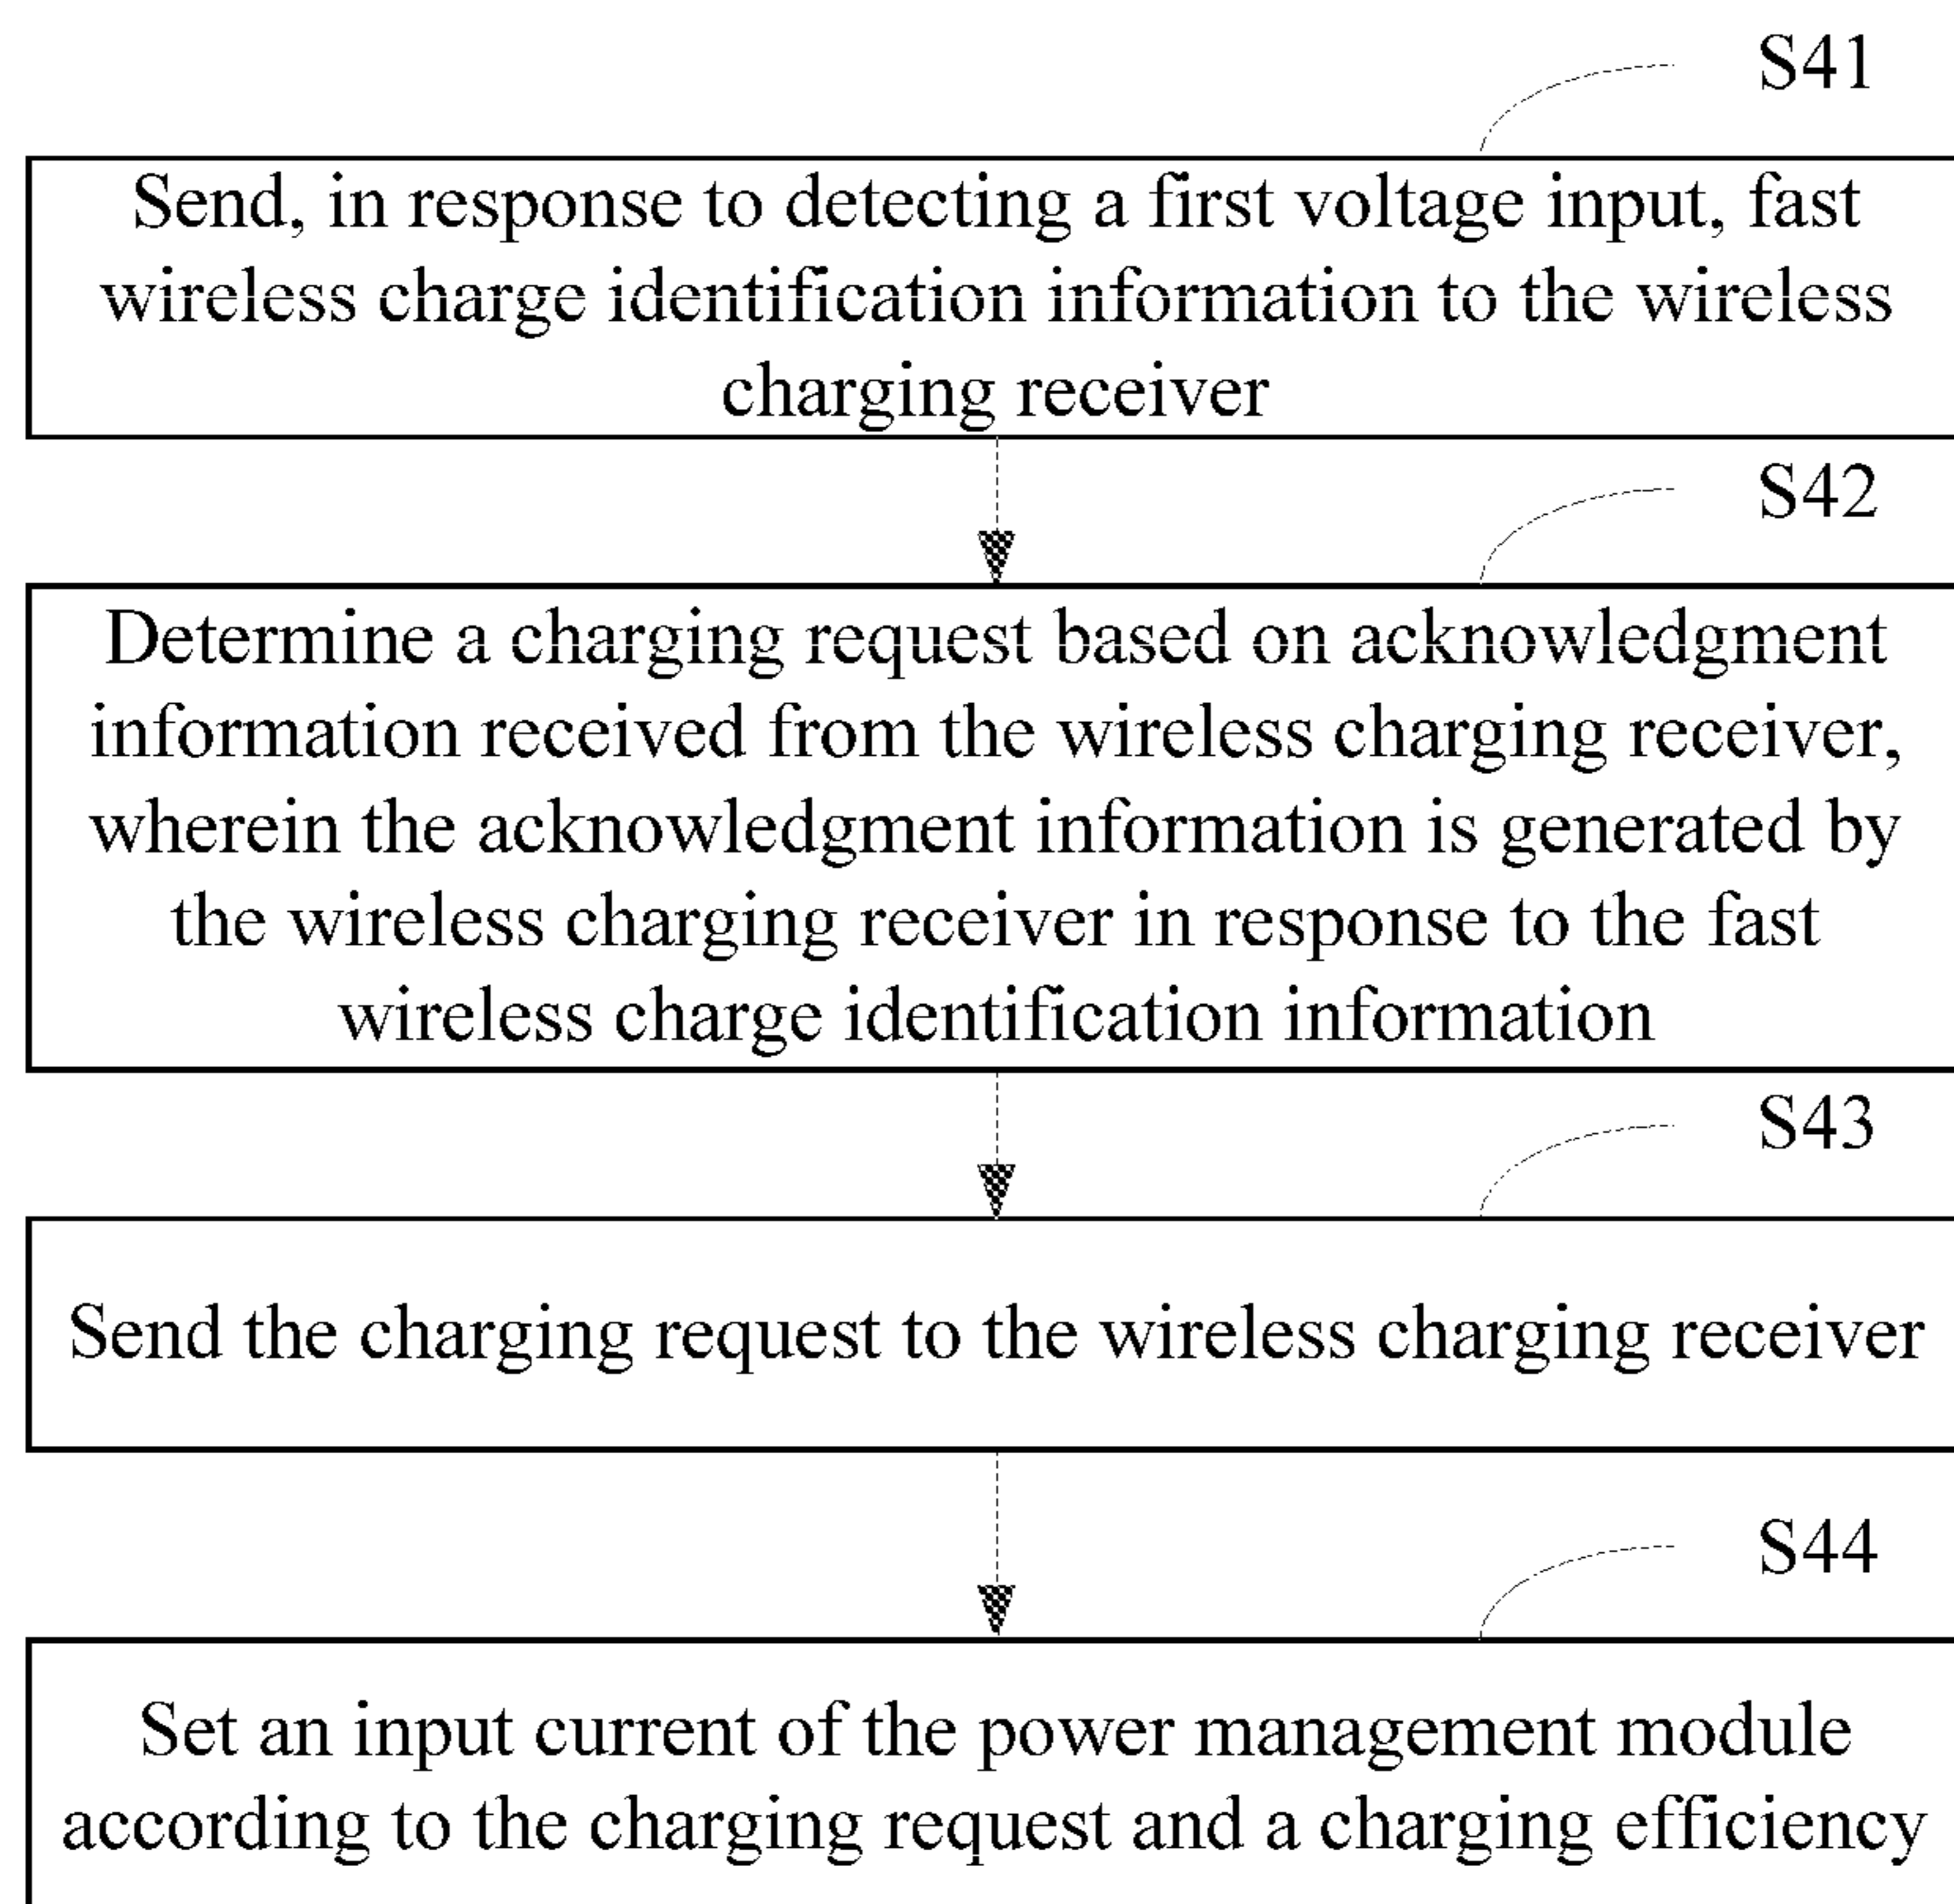 S41
Send, in response to detecting a first voltage input, fast
wireless charge identification information to the wireless
charging receiver
S42
Determine a charging request based on acknowledgment
information received from the wireless charging receiver,
wherein the acknowledgment information is generated by
the wireless charging receiver in response to the fast
wireless charge identification information
S43
Send the charging request to the wireless charging receiver
S44
Set an input current of the power management module
according to the charging request and a charging efficiency